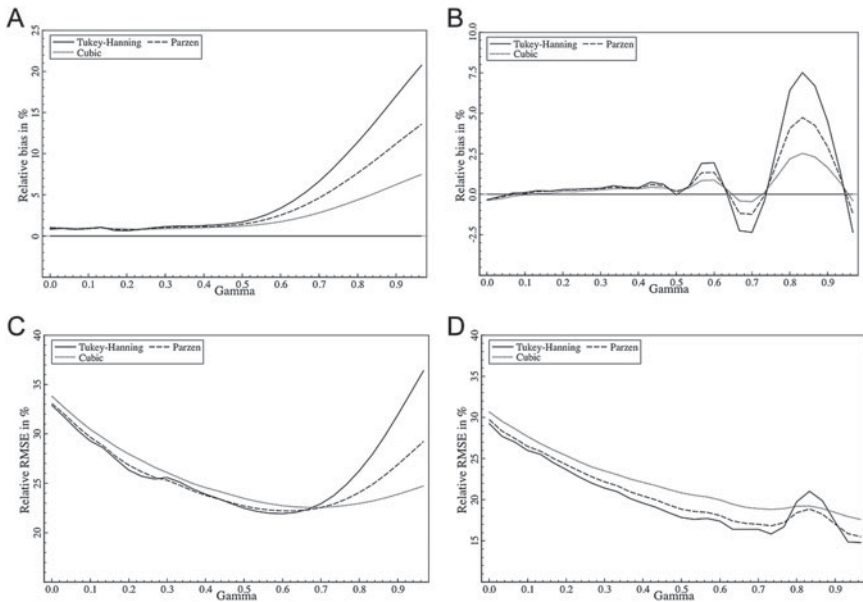 A
Tukey-Hanning Parzen
Cubic
Relative bias in %
25
20
15
10
5
0
0.0 0.1 0.2 0.3 0.4 0.5 0.6 0.7 0.8 0.9
Gamma
B
Tukey-Hanning Parzen
Cubic
Relative bias in %
10.0
7.5
5.0
2.5
0.0
-2.5
0.0 0.1 0.2 0.3 0.4 0.5 0.6 0.7 0.8 0.9
Gamma
C
Tukey-Hanning Parzen
Cubic
Relative RMSE in %
40
35
30
25
20
0.0 0.1 0.2 0.3 0.4 0.5 0.6 0.7 0.8 0.9
Gamma
D
Tukey-Hanning Parzen
Cubic
Relative RMSE in %
40
35
30
25
20
15
0.0 0.1 0.2 0.3 0.4 0.5 0.6 0.7 0.8 0.9
Gamma